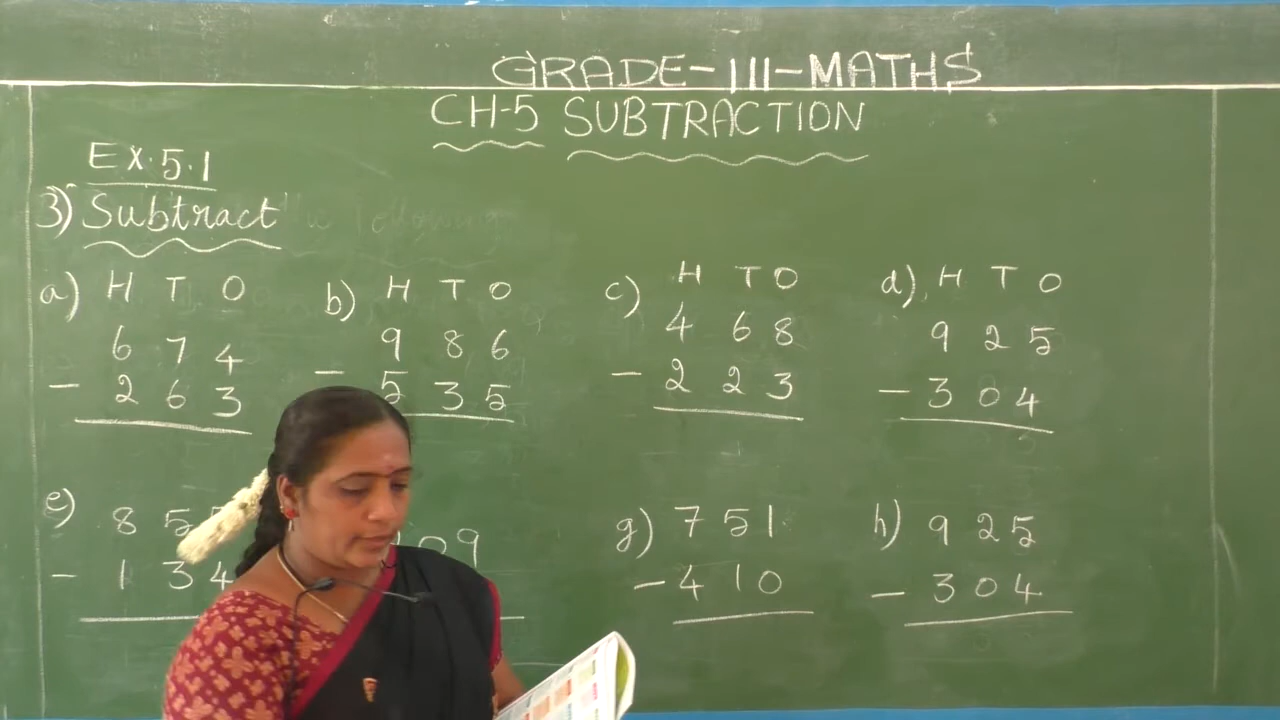 GRADE-III-MATHS
CH-5 SUBTRACTION
Ex.5.1
3) Subtract
a) H T O b) H T O c) H T O d) H T O
6 7 4 9 8 6 4 6 8 9 2 5
- 2 6 3 - 5 3 5 - 2 2 3 - 3 0 4
e) 8 5 0 9 g) 7 5 1 h) 9 2 5
- 1 3 4 - 4 1 0 - 3 0 4